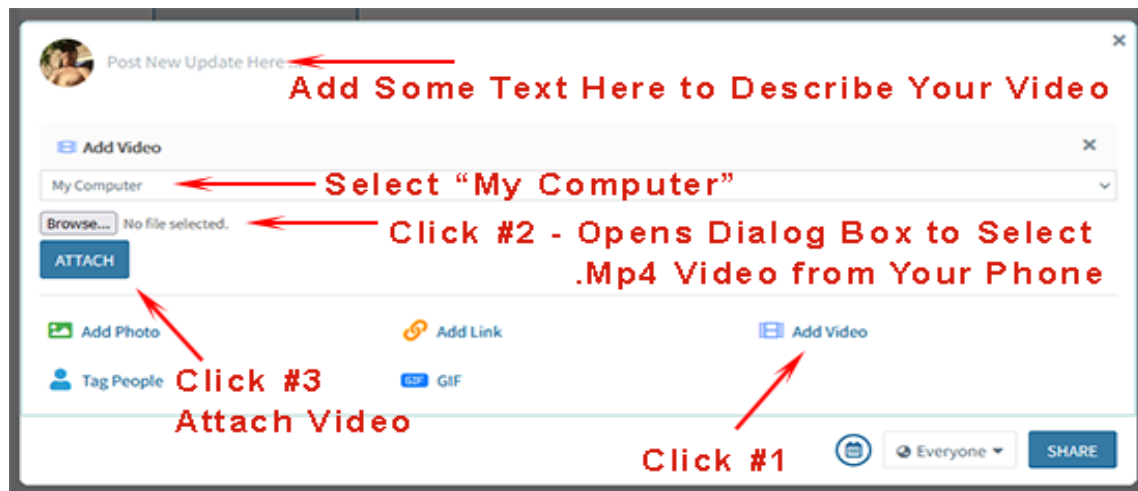 Post New Update Here ...
Add Some Text Here to Describe Your Video
Add Video
My Computer
Select “My Computer”
Browse... No file selected.
Click #2 - Opens Dialog Box to Select
.Mp4 Video from Your Phone
ATTACH
Add Photo
Add Link
Add Video
Tag People
GIF GIF
Click #3
Attach Video
Click #1
Everyone
SHARE